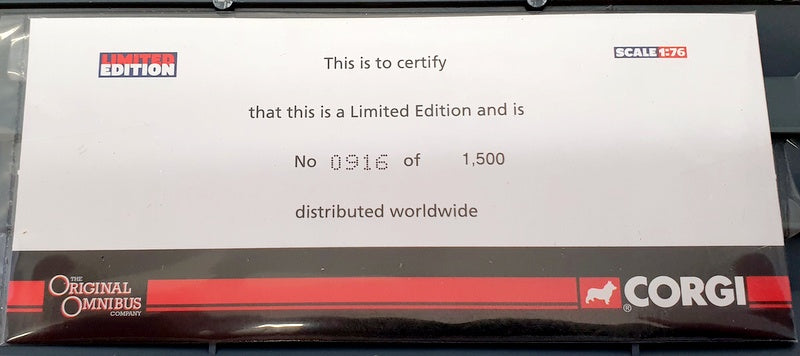 LIMITED
EDITION
SCALE 1:76
This is to certify
that this is a Limited Edition and is
No 0916 of 1,500
distributed worldwide
THE
ORIGINAL
OMNIBUS
COMPANY
® CORGI